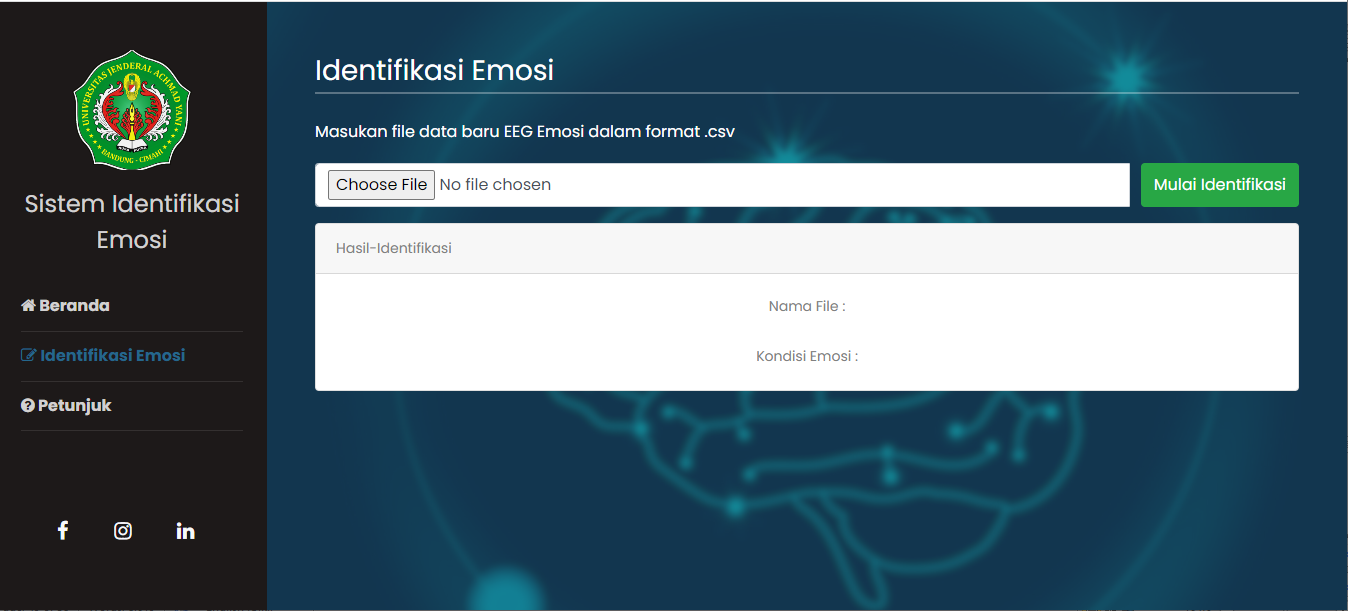 UNIVERSITAS JENDERAL ACHMAD YANI
BANDUNG - CIMAHI
Sistem Identifikasi
Emosi
Beranda
Identifikasi Emosi
Petunjuk
Identifikasi Emosi
Masukan file data baru EEG Emosi dalam format .csv
Choose File No file chosen
Mulai Identifikasi
Hasil-Identifikasi
Nama File :
Kondisi Emosi :